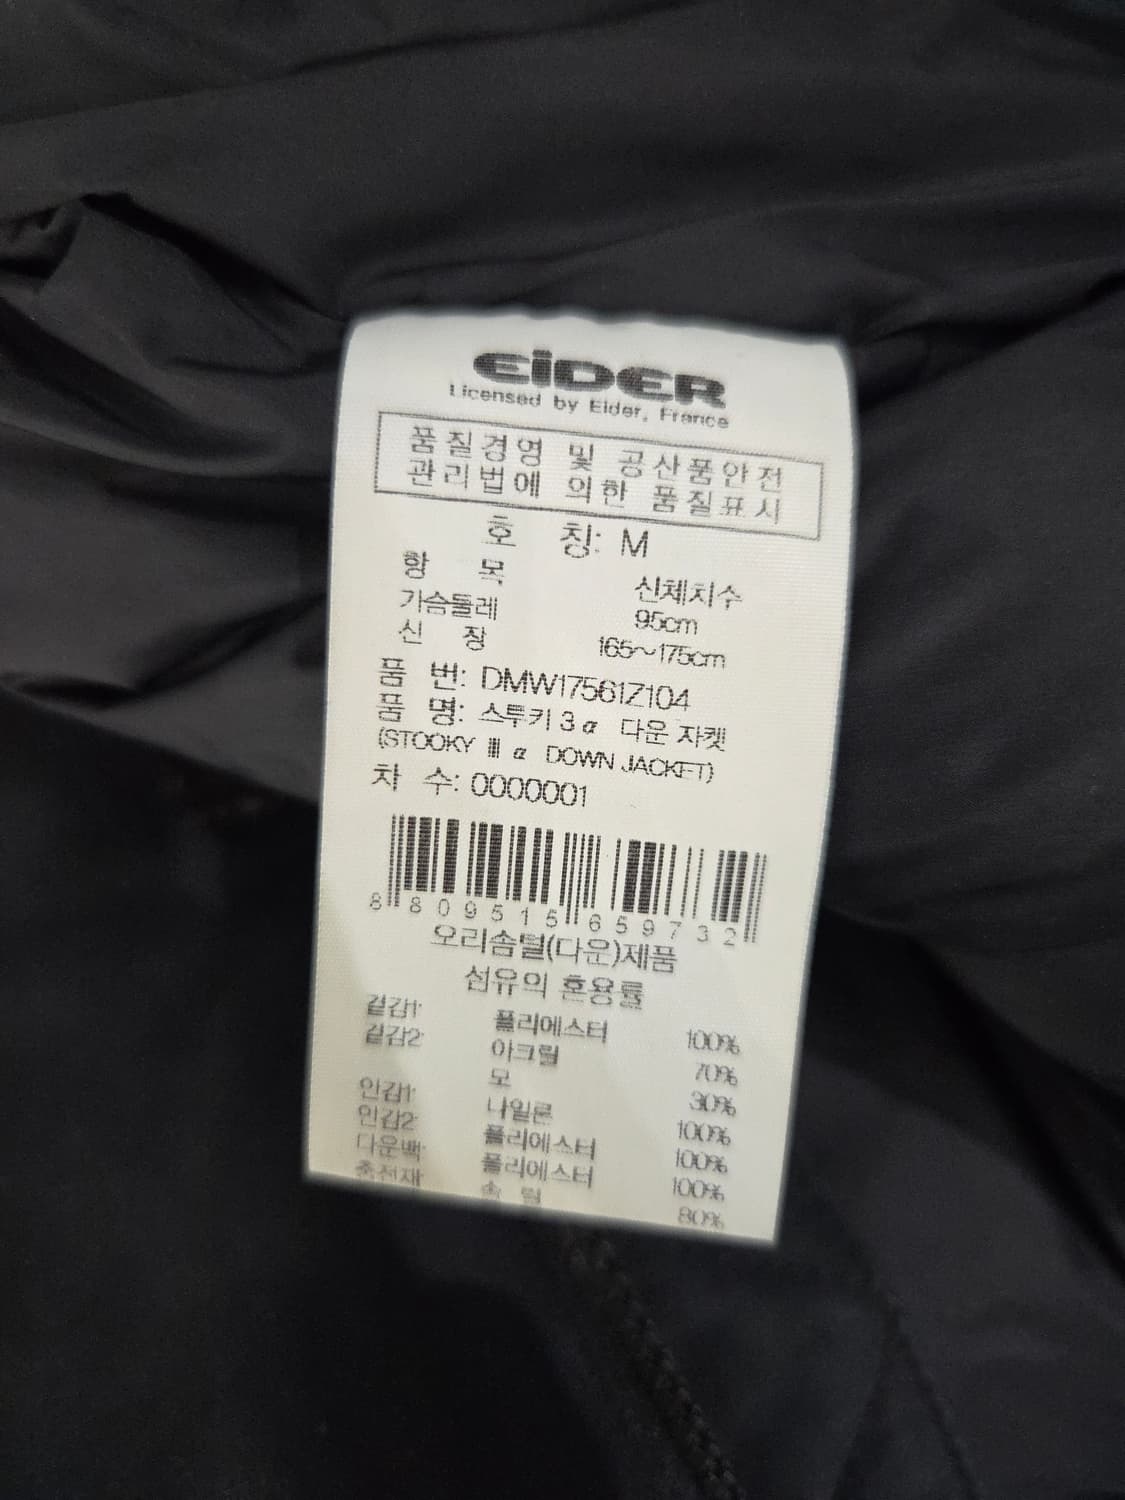 EiDER
Licensed by Eider, France
품질경영 및 공산품안전
관리법에 의한 품질표시
호 칭: M
항 목 신체치수
가슴둘레 95cm
신 장 165~175cm
품 번: DMW17561Z104
품 명: 스투키 3 α 다운 자켓
(STOOKY Ⅲ α DOWN JACKET)
차 수: 0000001
8 809515 659732
오리솜털(다운)제품
섬유의 혼용률
겉감1: 폴리에스터 100%
겉감2: 아크릴 70%
모 30%
안감1: 나일론 100%
안감2: 폴리에스터 100%
다운백: 폴리에스터 100%
충전재: 솜 털 80%